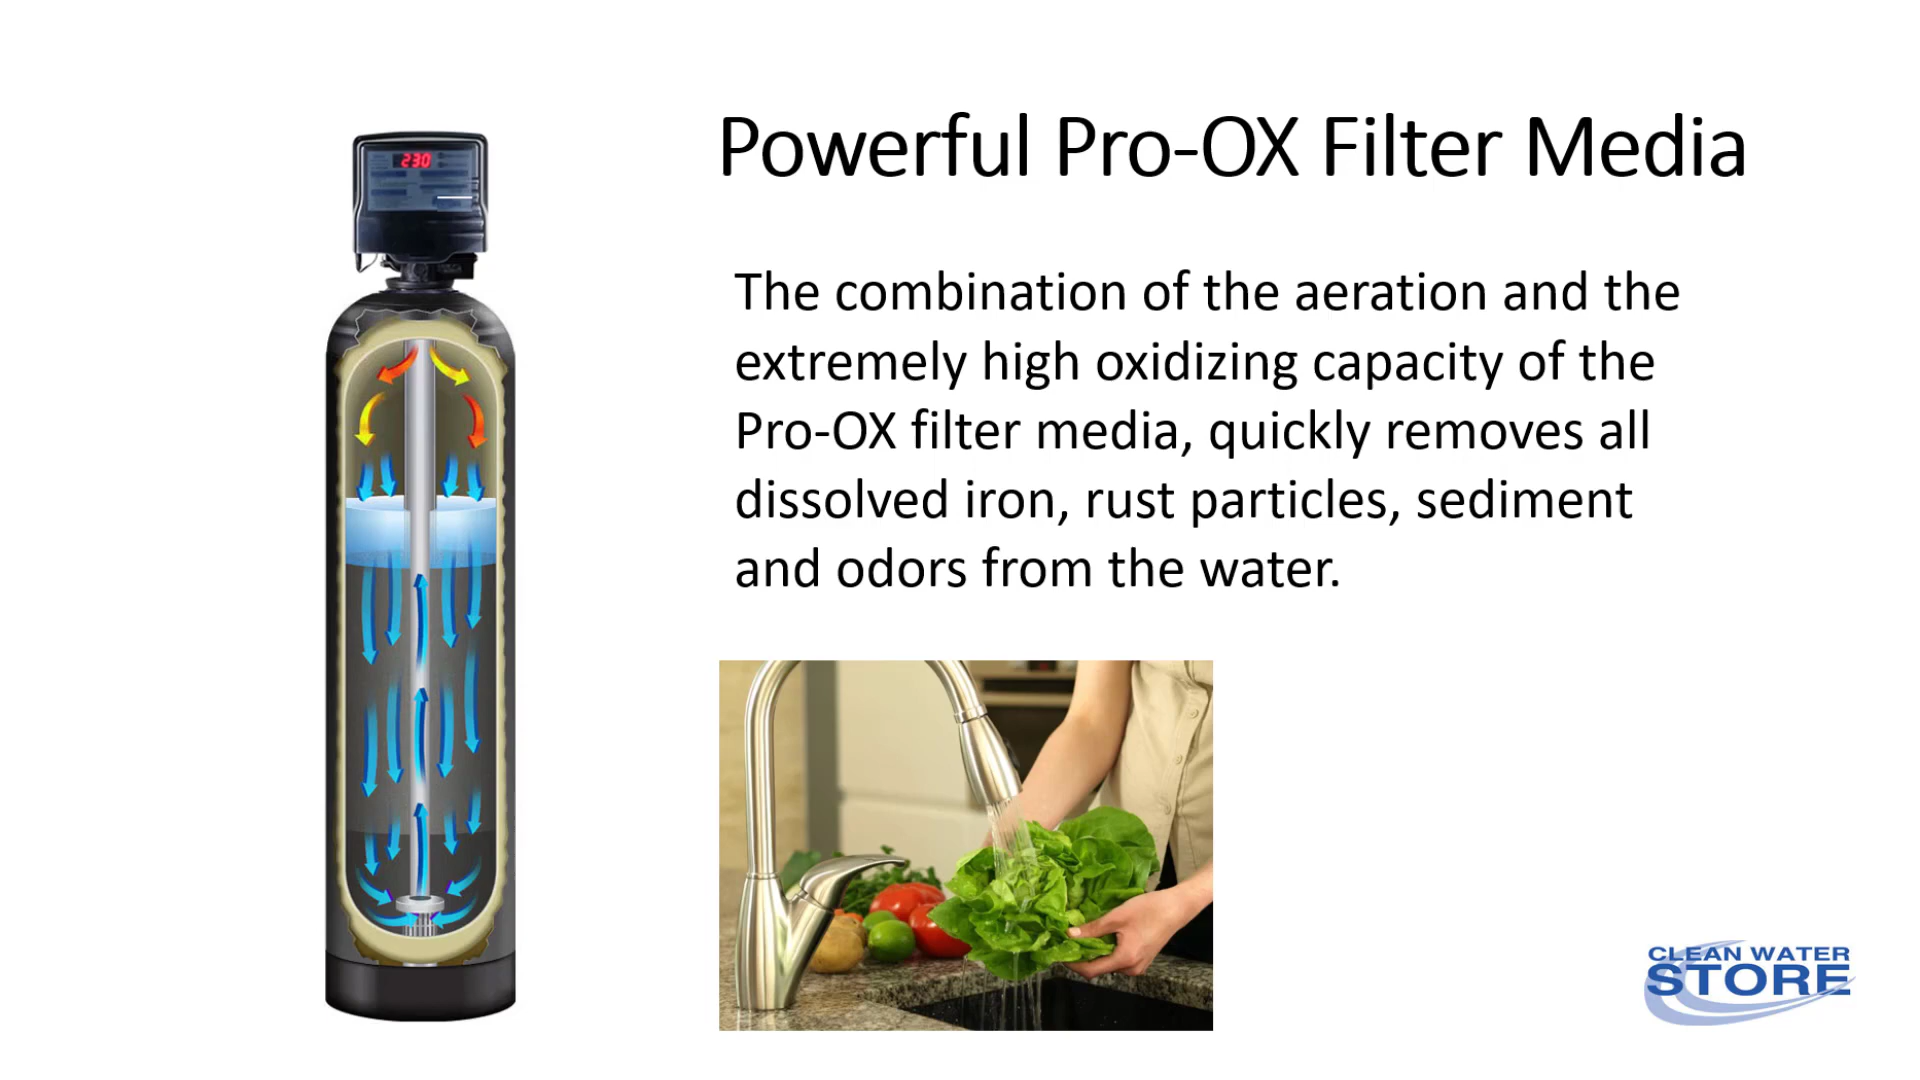 230
Powerful Pro-OX Filter Media
The combination of the aeration and the
extremely high oxidizing capacity of the
Pro-OX filter media, quickly removes all
dissolved iron, rust particles, sediment
and odors from the water.
CLEAN WATER
STORE